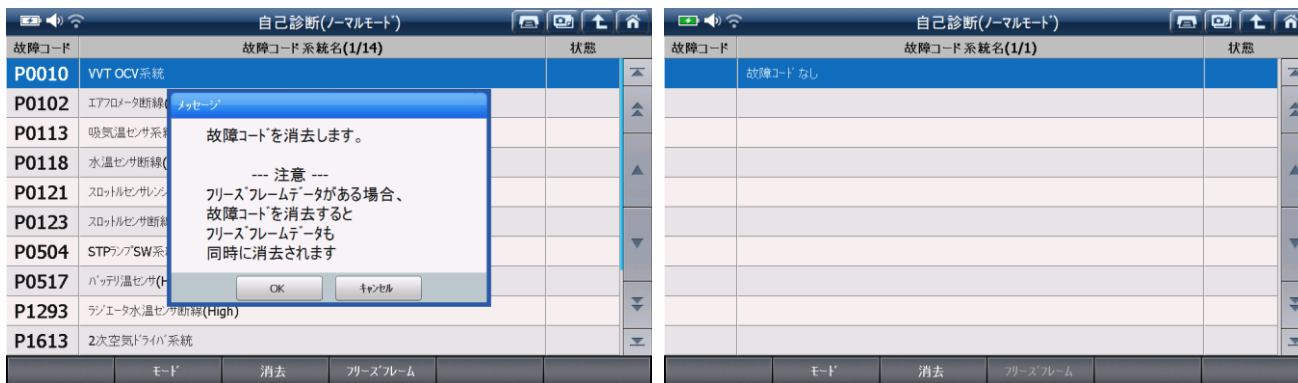 自己診断(ノーマルモード)
故障コード 故障コード系統名(1/14) 状態
P0010 VVT OCV系統
P0102 エアフロメータ断線(
P0113 吸気温センサ系
P0118 水温センサ断線(
P0121 スロットルセンサレンジ
P0123 スロットルセンサ断線
P0504 STPランプSW系
P0517 バッテリ温センサ(H
P1293 ラジエータ水温センサ断線(High)
P1613 2次空気ドライバ系統
メッセージ
故障コードを消去します。
--- 注意 ---
フリーズフレームデータがある場合、
故障コードを消去すると
フリーズフレームデータも
同時に消去されます
OK キャンセル
モード 消去 フリーズフレーム
自己診断(ノーマルモード)
故障コード 故障コード系統名(1/1) 状態
故障コードなし
モード 消去 フリーズフレーム